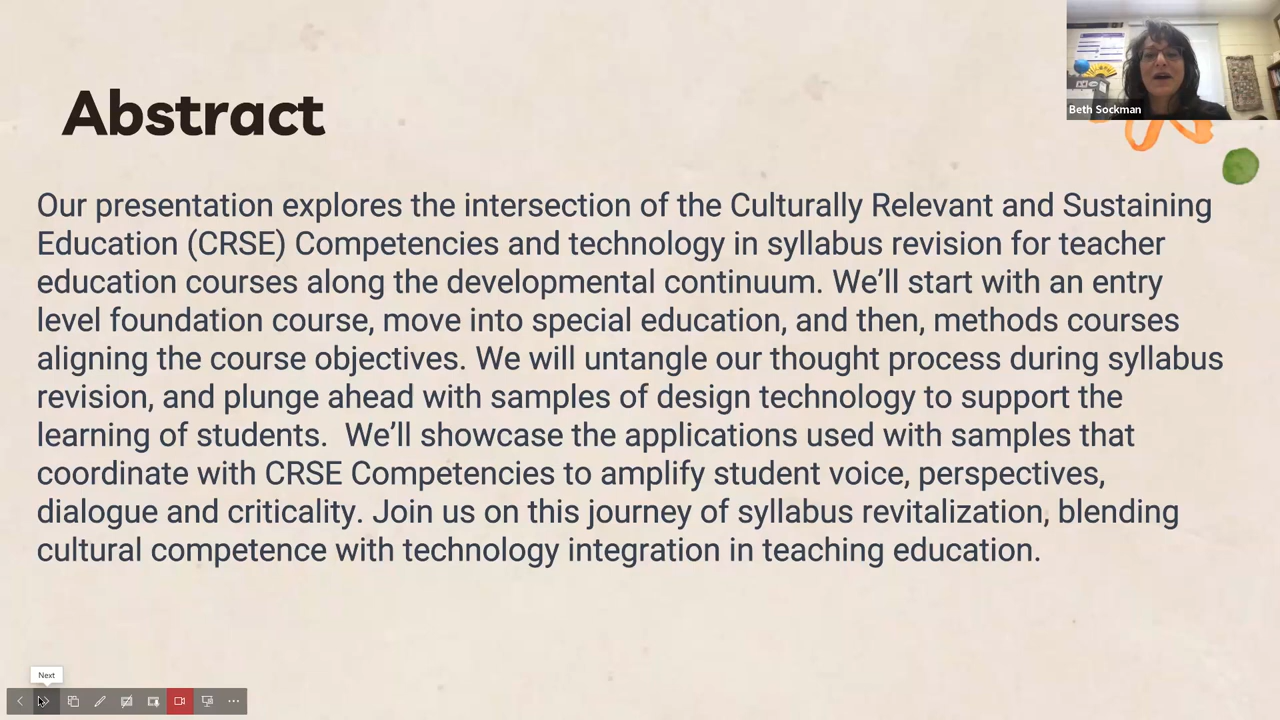 Beth Sockman
Abstract
Our presentation explores the intersection of the Culturally Relevant and Sustaining
Education (CRSE) Competencies and technology in syllabus revision for teacher
education courses along the developmental continuum. We’ll start with an entry
level foundation course, move into special education, and then, methods courses
aligning the course objectives. We will untangle our thought process during syllabus
revision, and plunge ahead with samples of design technology to support the
learning of students.  We’ll showcase the applications used with samples that
coordinate with CRSE Competencies to amplify student voice, perspectives,
dialogue and criticality. Join us on this journey of syllabus revitalization, blending
cultural competence with technology integration in teaching education.
Next